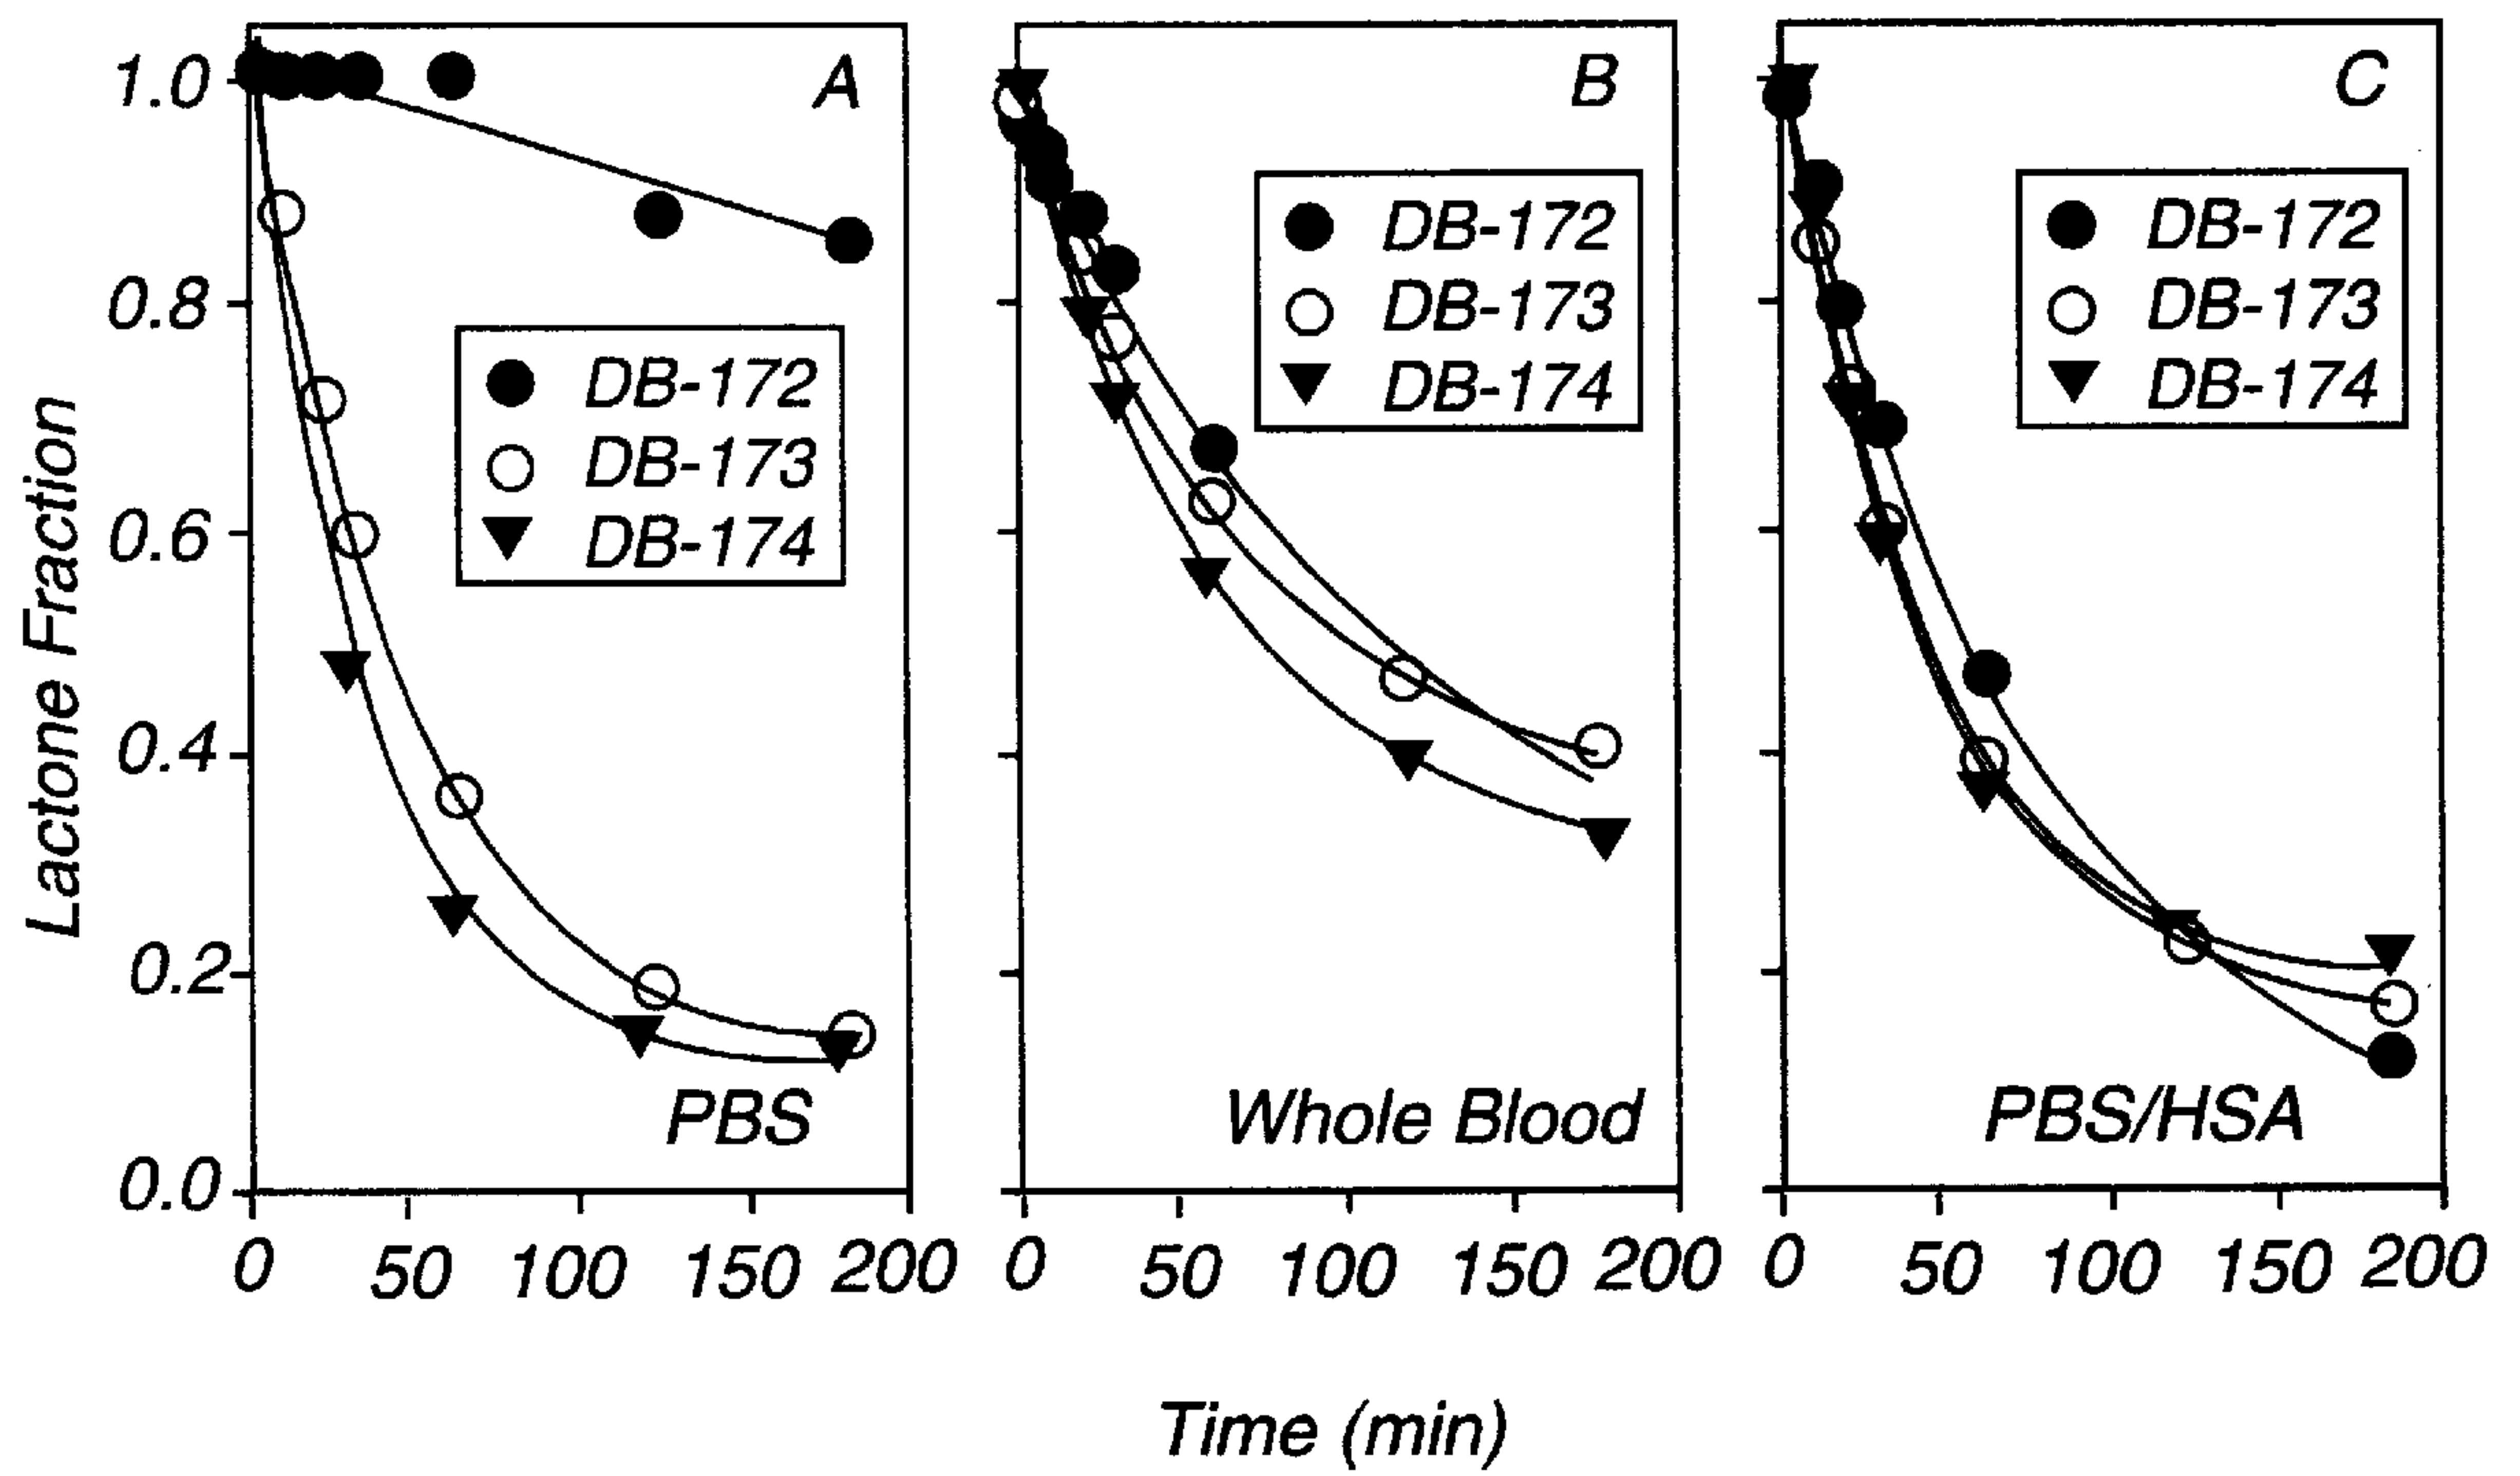 A
B
C
1.0
0.8
0.6
0.4
0.2
0.0
Lactone Fraction
DB-172
DB-173
DB-174
DB-172
DB-173
DB-174
DB-172
DB-173
DB-174
PBS
Whole Blood
PBS/HSA
0 50 100 150 200
0 50 100 150 200
0 50 100 150 200
Time (min)